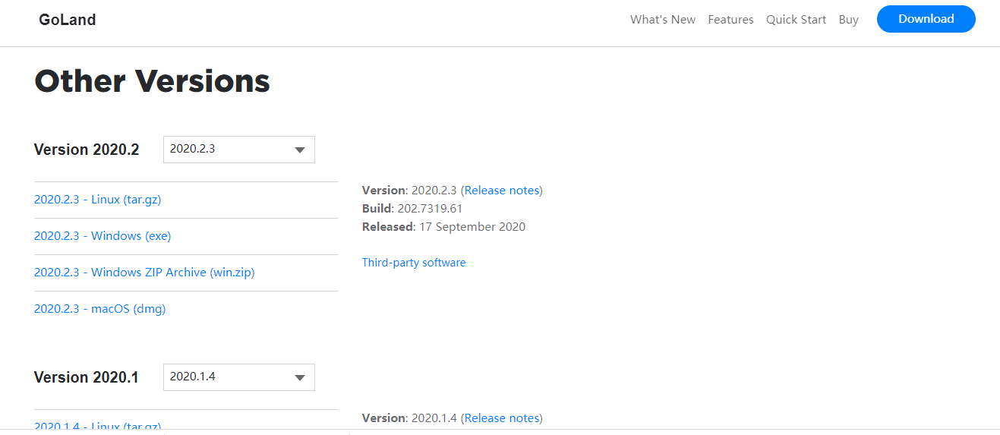 GoLand
What's New Features Quick Start Buy Download
Other Versions
Version 2020.2 2020.2.3
2020.2.3 - Linux (tar.gz)
2020.2.3 - Windows (exe)
2020.2.3 - Windows ZIP Archive (win.zip)
2020.2.3 - macOS (dmg)
Version: 2020.2.3 (Release notes)
Build: 202.7319.61
Released: 17 September 2020
Third-party software
Version 2020.1 2020.1.4
2020.1.4 - Linux (tar.gz)
Version: 2020.1.4 (Release notes)